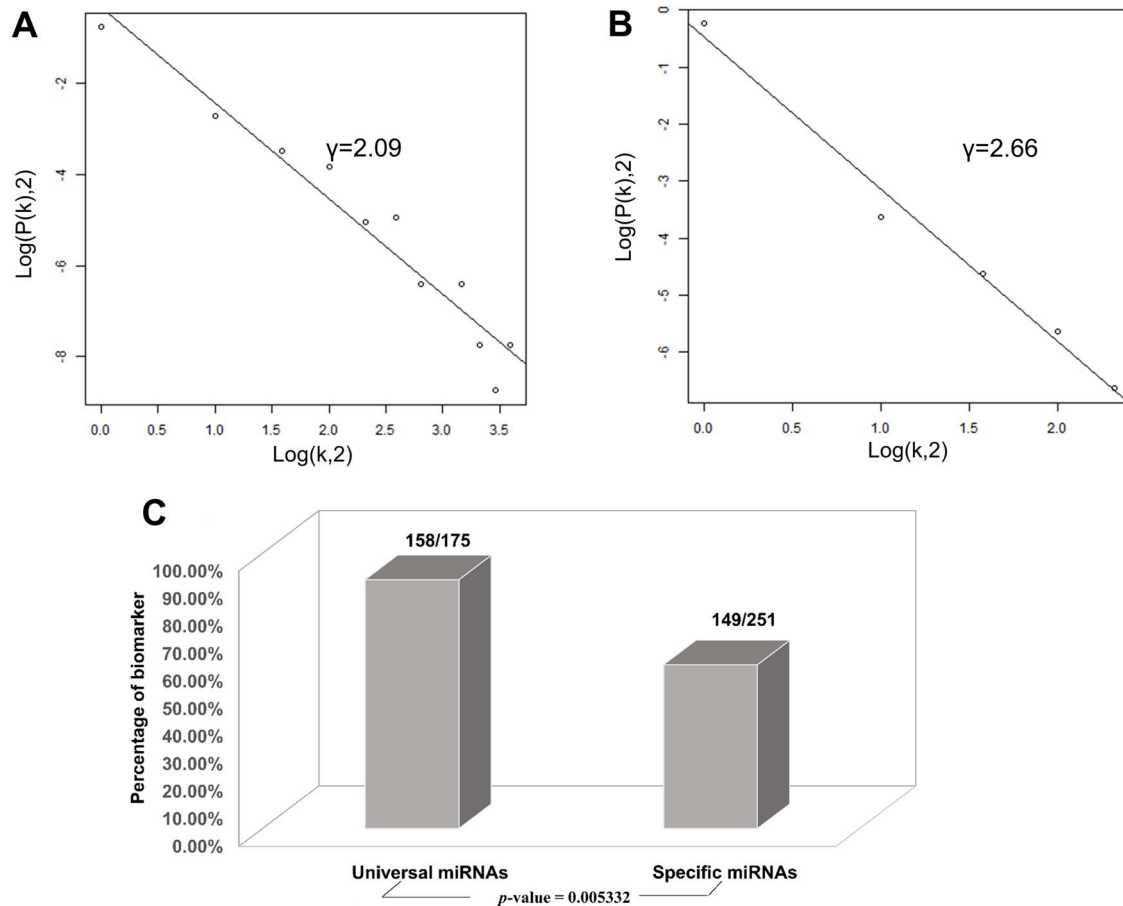 A
γ=2.09
Log(P(k),2)
-2
-4
-6
-8
0.0 0.5 1.0 1.5 2.0 2.5 3.0 3.5
Log(k,2)
B
γ=2.66
Log(P(k),2)
0
-1
-2
-3
-4
-5
-6
0.0 0.5 1.0 1.5 2.0
Log(k,2)
C
Percentage of biomarker
100.00%
90.00%
80.00%
70.00%
60.00%
50.00%
40.00%
30.00%
20.00%
10.00%
0.00%
158/175
149/251
Universal miRNAs Specific miRNAs
p-value = 0.005332